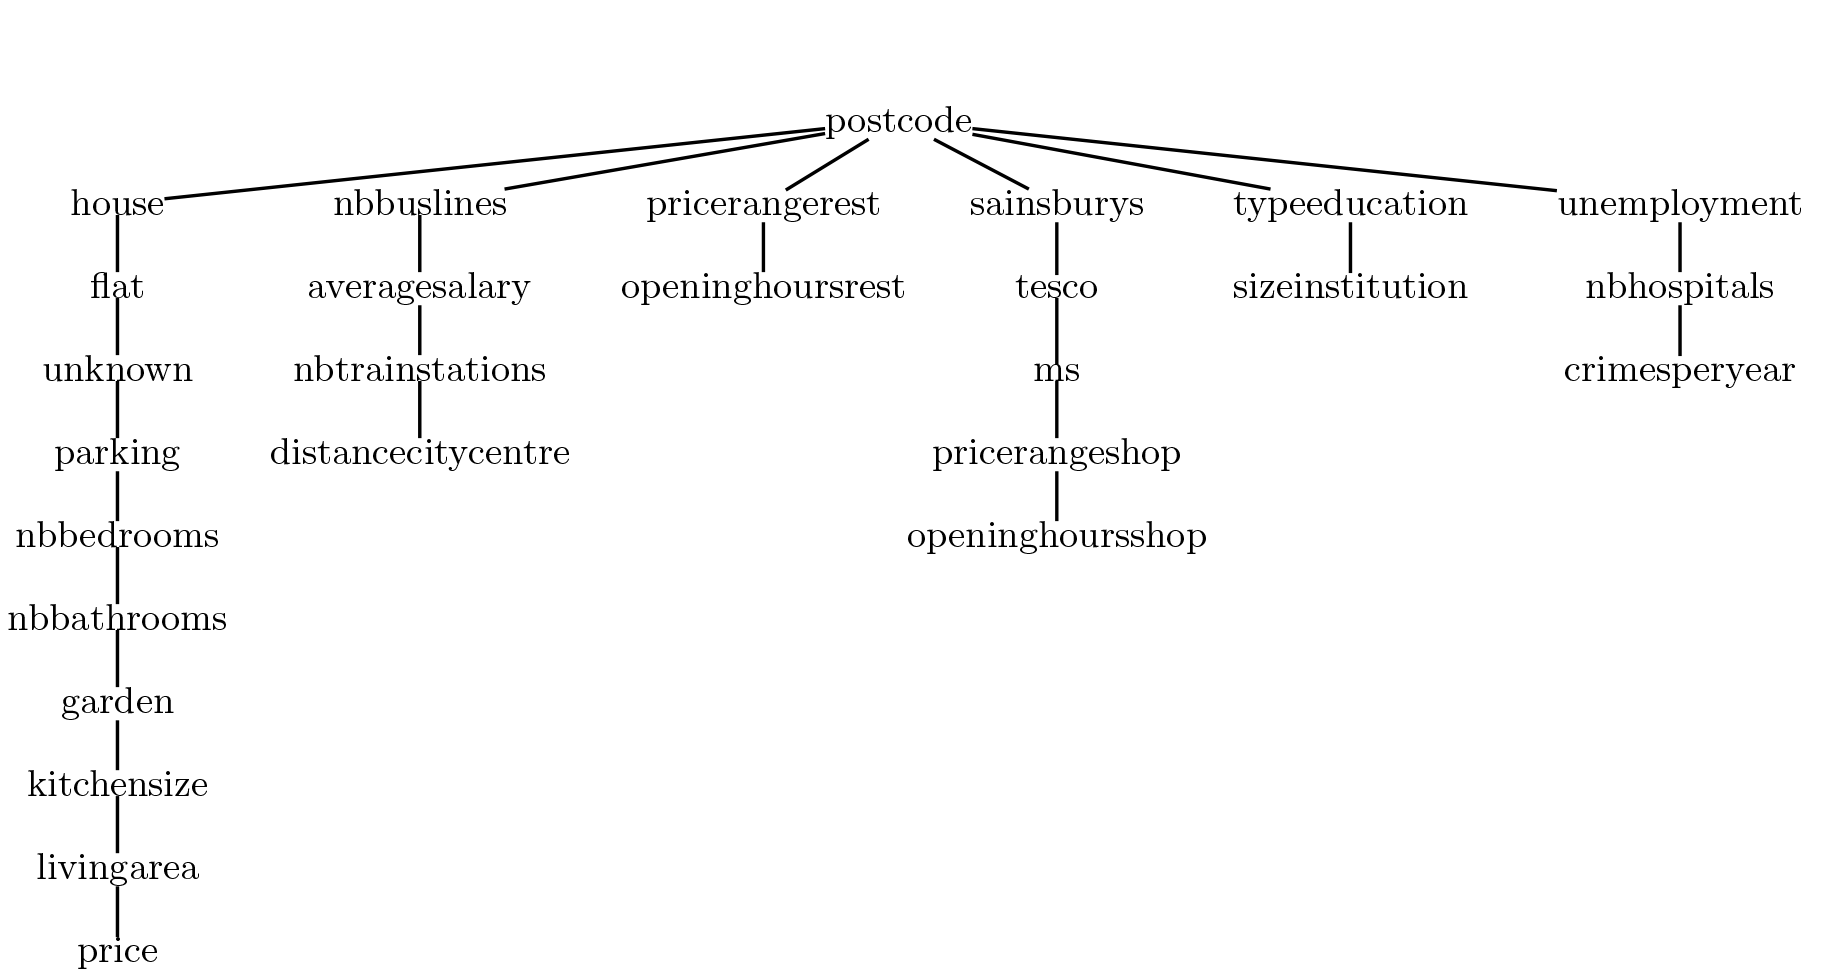 postcode
house nbbuslines pricerangerest sainsburys typeeducation unemployment
flat averagesalary openinghoursrest tesco sizeinstitution nbhospitals
unknown nbtrainstations ms crimesperyear
parking distancecitycentre pricerangeshop
nbbedrooms openinghoursshop
nbbathrooms
garden
kitchensize
livingarea
price